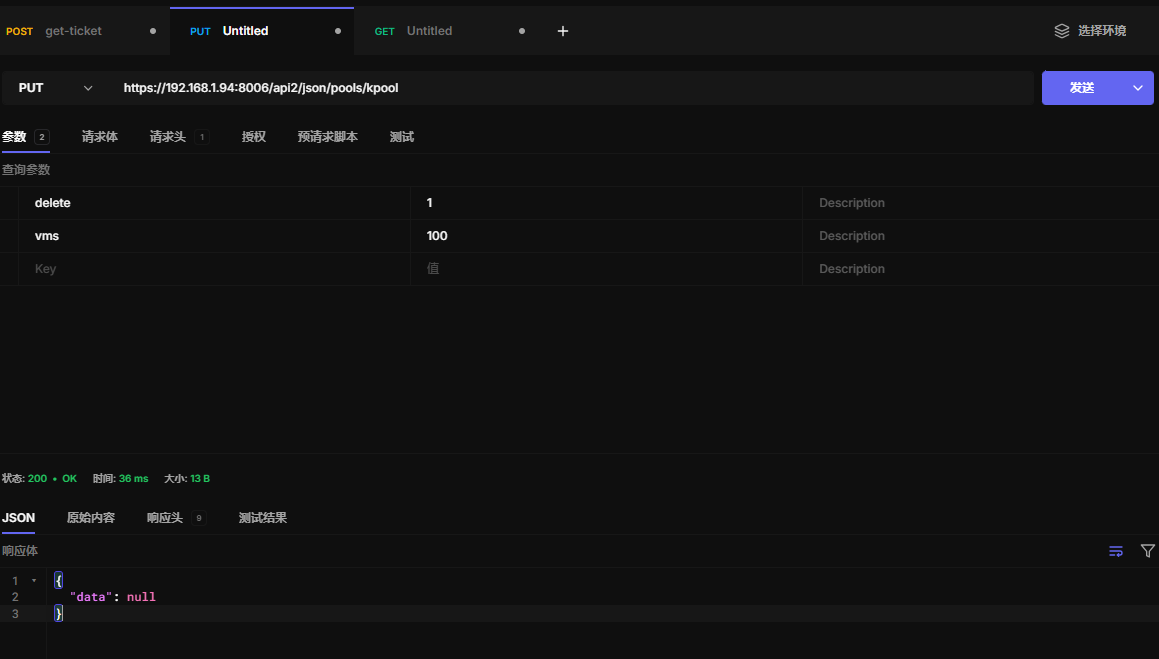 POST get-ticket PUT Untitled GET Untitled + 选择环境
PUT https://192.168.1.94:8006/api2/json/pools/kpool 发送
参数 2 请求体 请求头 1 授权 预请求脚本 测试
查询参数
delete 1 Description
vms 100 Description
Key 值 Description
状态: 200 • OK 时间: 36 ms 大小: 13 B
JSON 原始内容 响应头 9 测试结果
响应体
1 {
2 "data": null
3 }